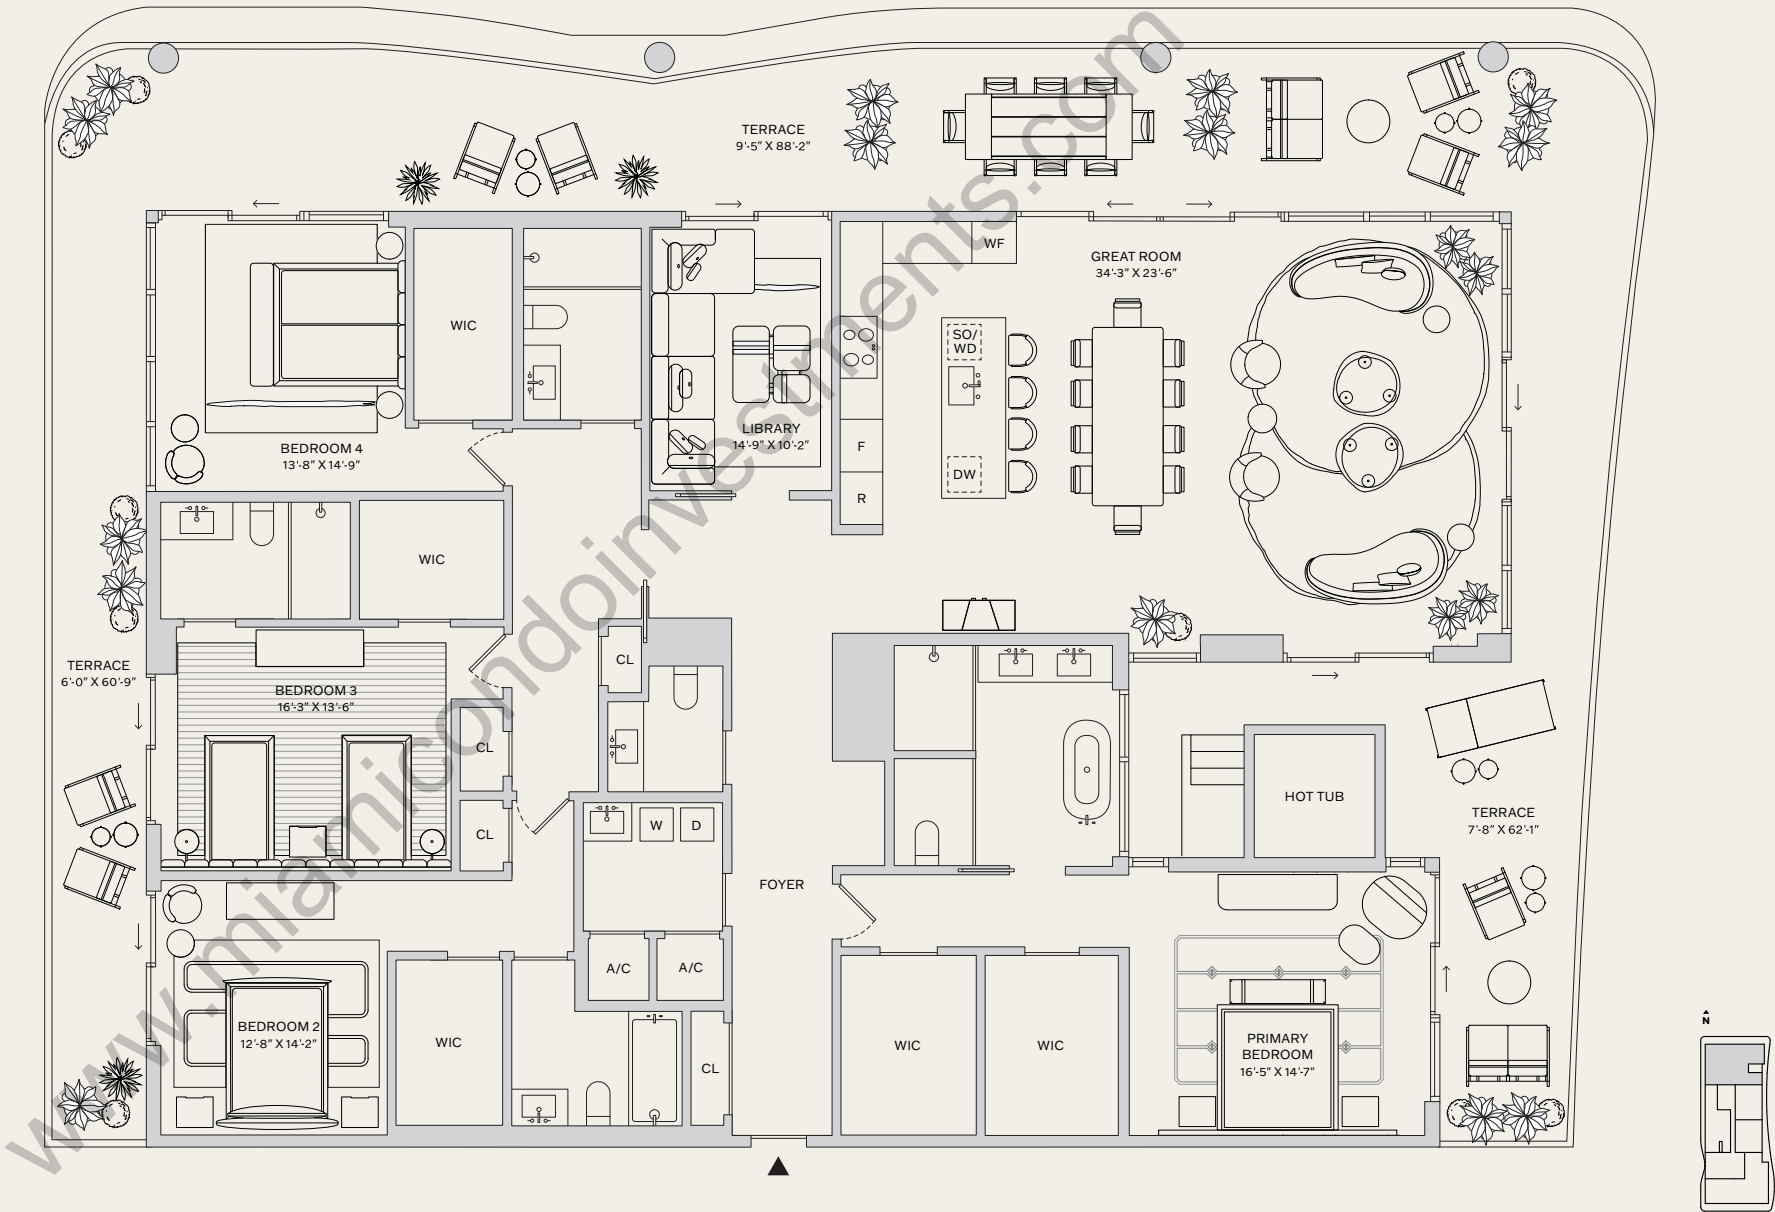 TERRACE
9'-5" X 88'-2"
WF
GREAT ROOM
34'-3" X 23'-6"
WIC
SO/
WD
LIBRARY
14'-9" X 10'-2"
BEDROOM 4
13'-8" X 14'-9"
F
DW
R
WIC
TERRACE
6'-0" X 60'-9"
CL
BEDROOM 3
16'-3" X 13'-6"
CL
HOT TUB
TERRACE
7'-8" X 62'-1"
CL
W
D
FOYER
A/C
A/C
BEDROOM 2
12'-8" X 14'-2"
WIC
CL
WIC
WIC
PRIMARY
BEDROOM
16'-5" X 14'-7"
N
www.miamicondoinvestments.com